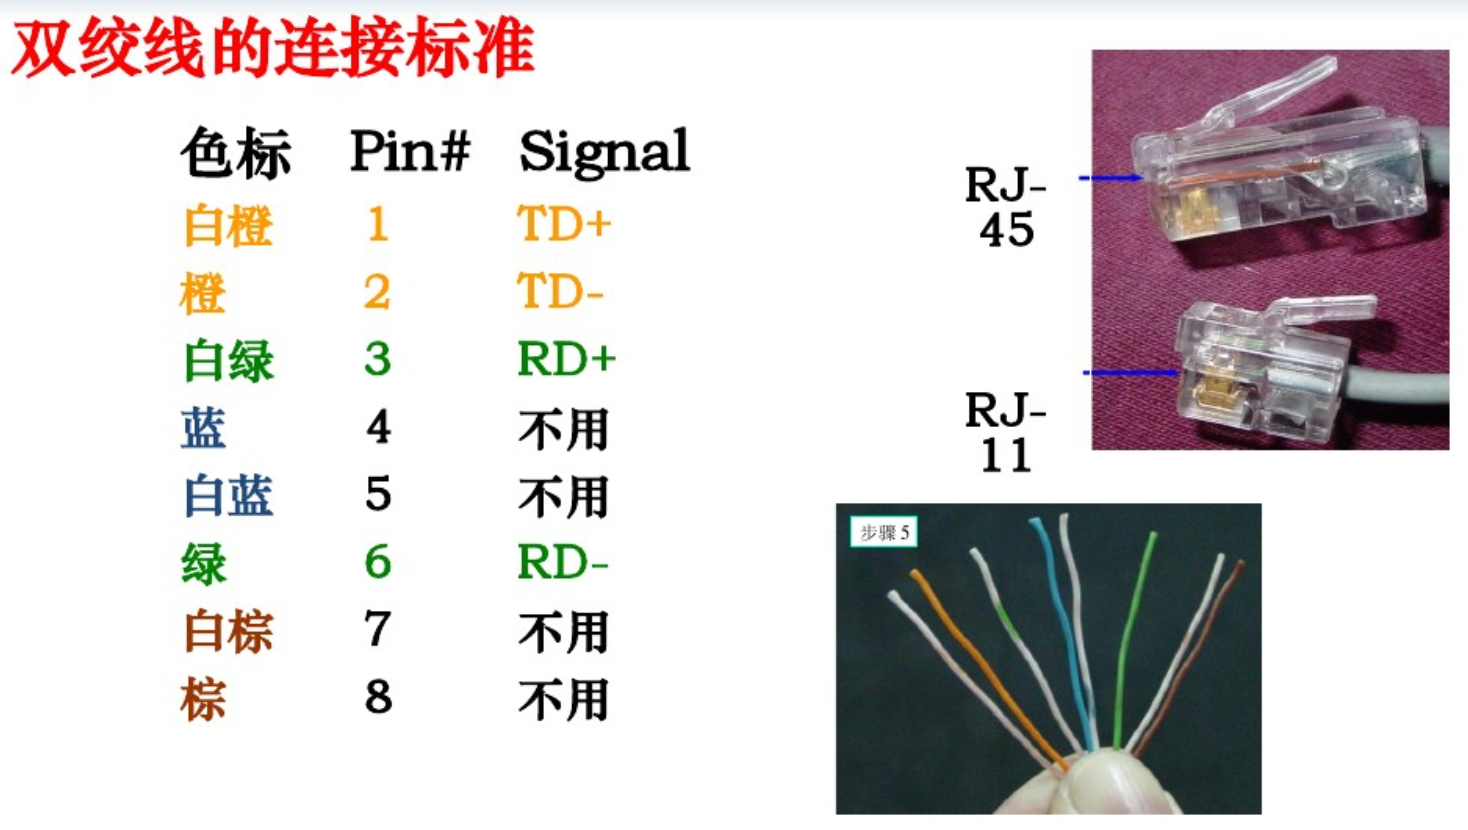 双绞线的连接标准
色标 Pin# Signal
白橙 1 TD+
橙 2 TD-
白绿 3 RD+
蓝 4 不用
白蓝 5 不用
绿 6 RD-
白棕 7 不用
棕 8 不用
RJ-
45
RJ-
11
步骤 5